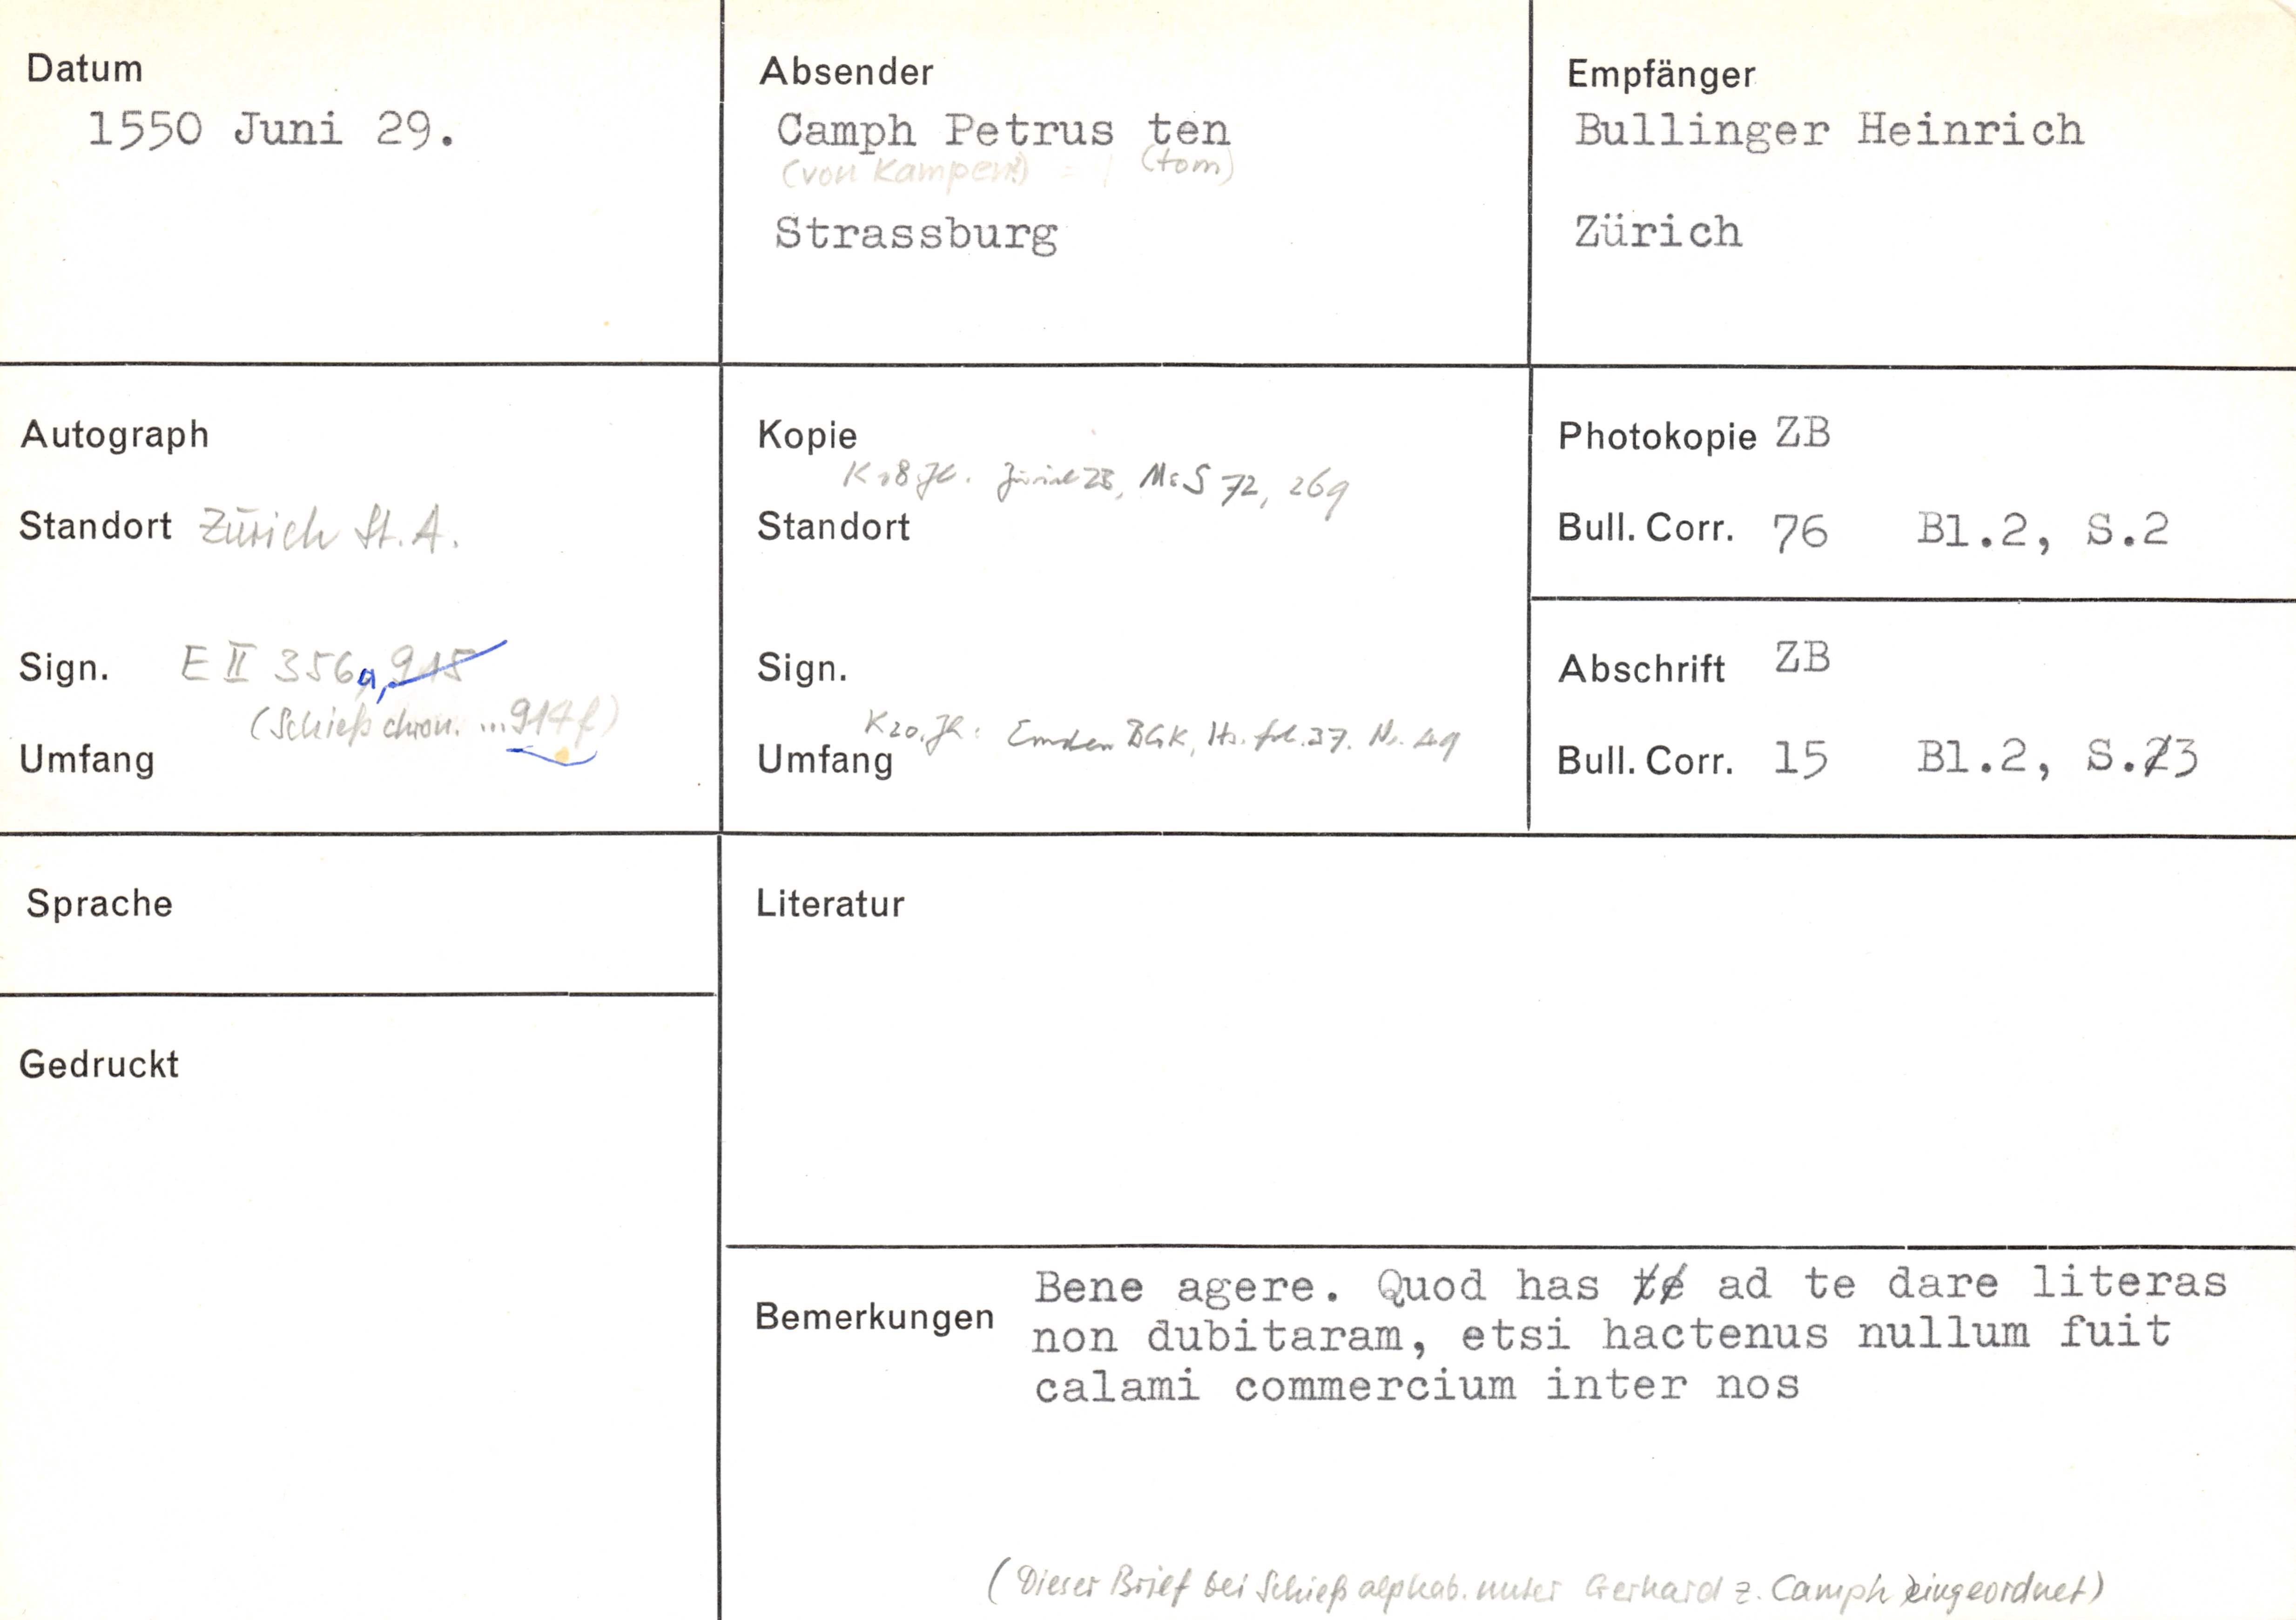 Datum
1550 Juni 29.
Absender
Camph Petrus ten
(von Kampen?) (tom)
Strassburg
Empfänger
Bullinger Heinrich
Zürich
Autograph
Standort Zürich St. A.
Sign. E II 356a, 915
(Schieß chron. ... 914f)
Umfang
Kopie
K 18 Jh. Zürich ZB, Ms S 72, 269
Standort
Sign.
K 20. Jh: Emden BGK, Hs. fol. 37. Nr. 49
Umfang
Photokopie ZB
Bull. Corr. 76 Bl.2, S.2
Abschrift ZB
Bull. Corr. 15 Bl.2, S.3
Sprache
Gedruckt
Literatur
Bemerkungen
Bene agere. Quod has ad te dare literas
non dubitaram, etsi hactenus nullum fuit
calami commercium inter nos
(Dieser Brief bei Schieß alphab. unter Gerhard z. Camph eingeordnet)